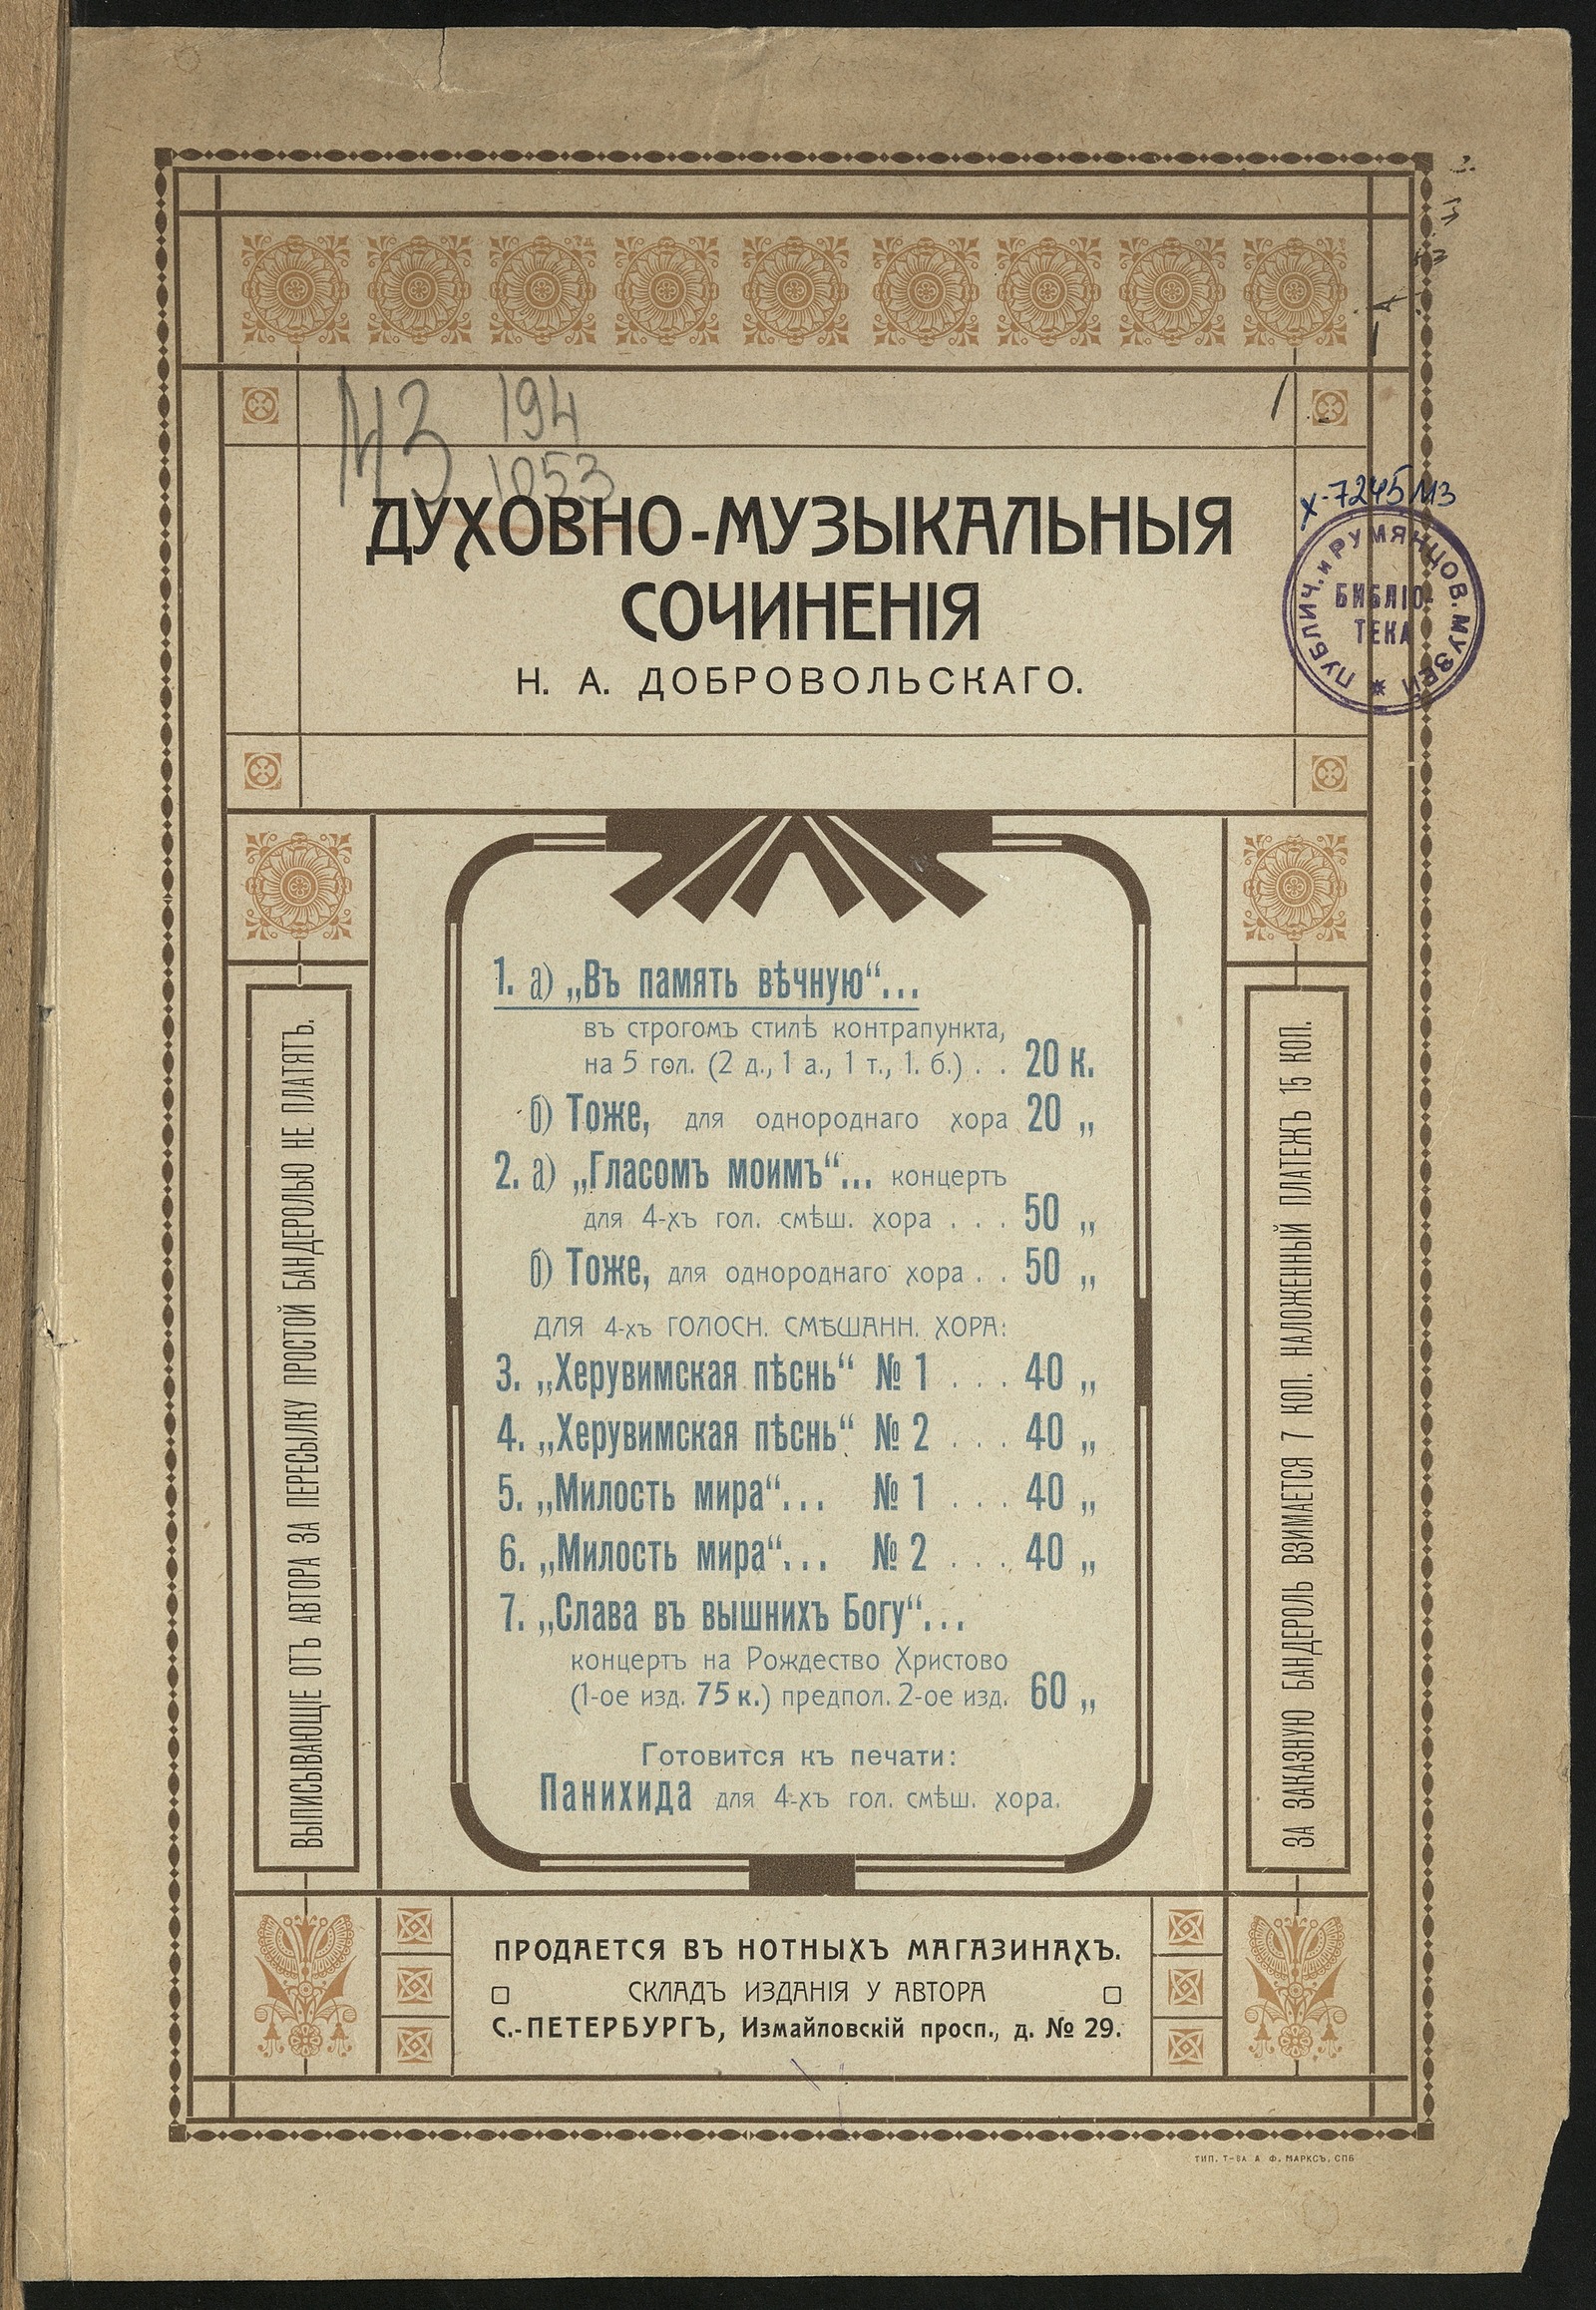 МЗ 194
1053
ДУХОВНО-МУЗЫКАЛЬНЫЯ
СОЧИНЕНІЯ
Н. А. ДОБРОВОЛЬСКАГО.
Х-7245 МЗ
ПУБЛИЧ. и РУМЯНЦОВ. МУЗЕЙ
БИБЛІО-
ТЕКА
ВЫПИСЫВАЮЩІЕ ОТЪ АВТОРА ЗА ПЕРЕСЫЛКУ ПРОСТОЙ БАНДЕРОЛЬЮ НЕ ПЛАТЯТЪ.
1. а) „Въ память вѣчную“...
въ строгомъ стилѣ контрапункта,
на 5 гол. (2 д., 1 а., 1 т., 1. б.) . . 20 к.
б) Тоже, для однороднаго хора 20 „
2. а) „Гласомъ моимъ“... концертъ
для 4-хъ гол. смѣш. хора . . . 50 „
б) Тоже, для однороднаго хора . . 50 „
ДЛЯ 4-хъ ГОЛОСН. СМѢШАНН. ХОРА:
3. „Херувимская пѣснь“ № 1 . . . 40 „
4. „Херувимская пѣснь“ № 2 . . . 40 „
5. „Милость мира“... № 1 . . . 40 „
6. „Милость мира“... № 2 . . . 40 „
7. „Слава въ вышнихъ Богу“...
концертъ на Рождество Христово
(1-ое изд. 75 к.) предпол. 2-ое изд. 60 „
Готовится къ печати:
Панихида для 4-хъ гол. смѣш. хора.
ЗА ЗАКАЗНУЮ БАНДЕРОЛЬ ВЗИМАЕТСЯ 7 КОП. НАЛОЖЕННЫЙ ПЛАТЕЖЪ 15 КОП.
ПРОДАЕТСЯ ВЪ НОТНЫХЪ МАГАЗИНАХЪ.
СКЛАДЪ ИЗДАНІЯ У АВТОРА
С.-ПЕТЕРБУРГЪ, Измайловскій просп., д. № 29.
ТИП. Т-ВА А. Ф. МАРКСЪ, СПБ